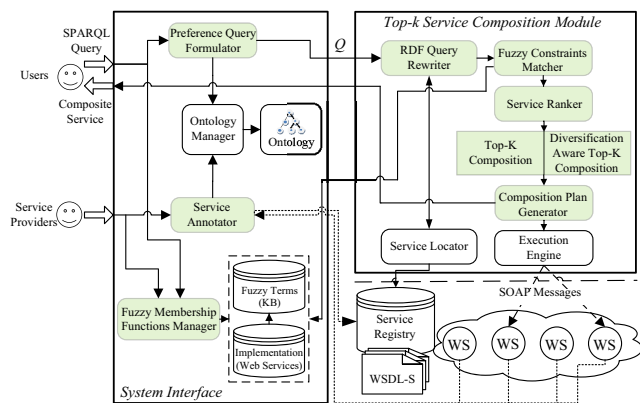 SPARQL
Query
Users
Composite
Service
Service
Providers
Preference Query
Formulator
Ontology
Manager
Ontology
Service
Annotator
Fuzzy Membership
Functions Manager
Fuzzy Terms
(KB)
Implementation
(Web Services)
System Interface
Q
Top-k Service Composition Module
RDF Query
Rewriter
Fuzzy Constraints
Matcher
Service Ranker
Top-K
Composition
Diversification
Aware Top-K
Composition
Composition Plan
Generator
Service Locator
Execution
Engine
SOAP Messages
Service
Registry
WSDL-S
WS
WS
WS
WS